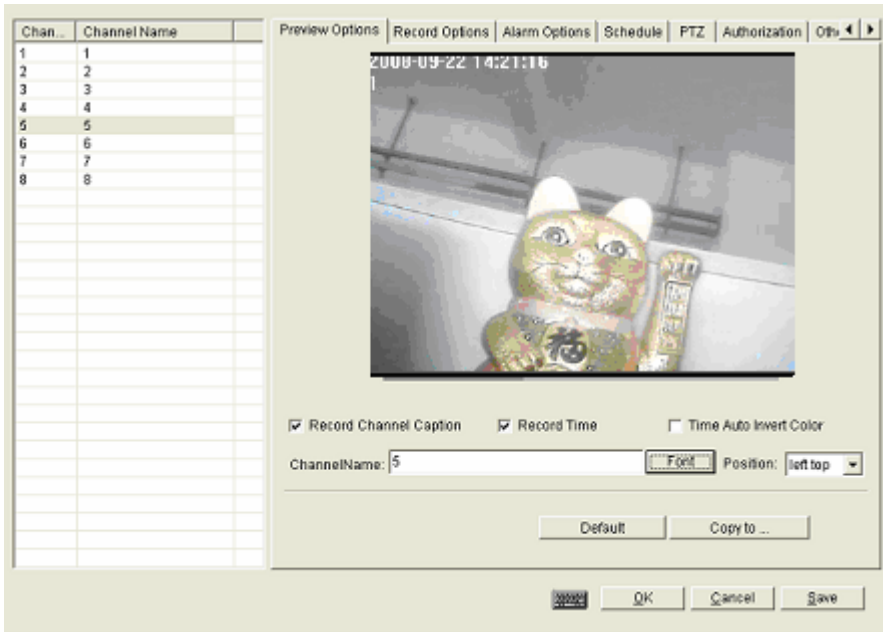 Chan... Channel Name
1 1
2 2
3 3
4 4
5 5
6 6
7 7
8 8
Preview Options Record Options Alarm Options Schedule PTZ Authorization Oth
2008-09-22 14:21:16
1
福
Record Channel Caption Record Time Time Auto Invert Color
ChannelName: 5 Font Position: left top
Default Copy to ...
OK Cancel Save